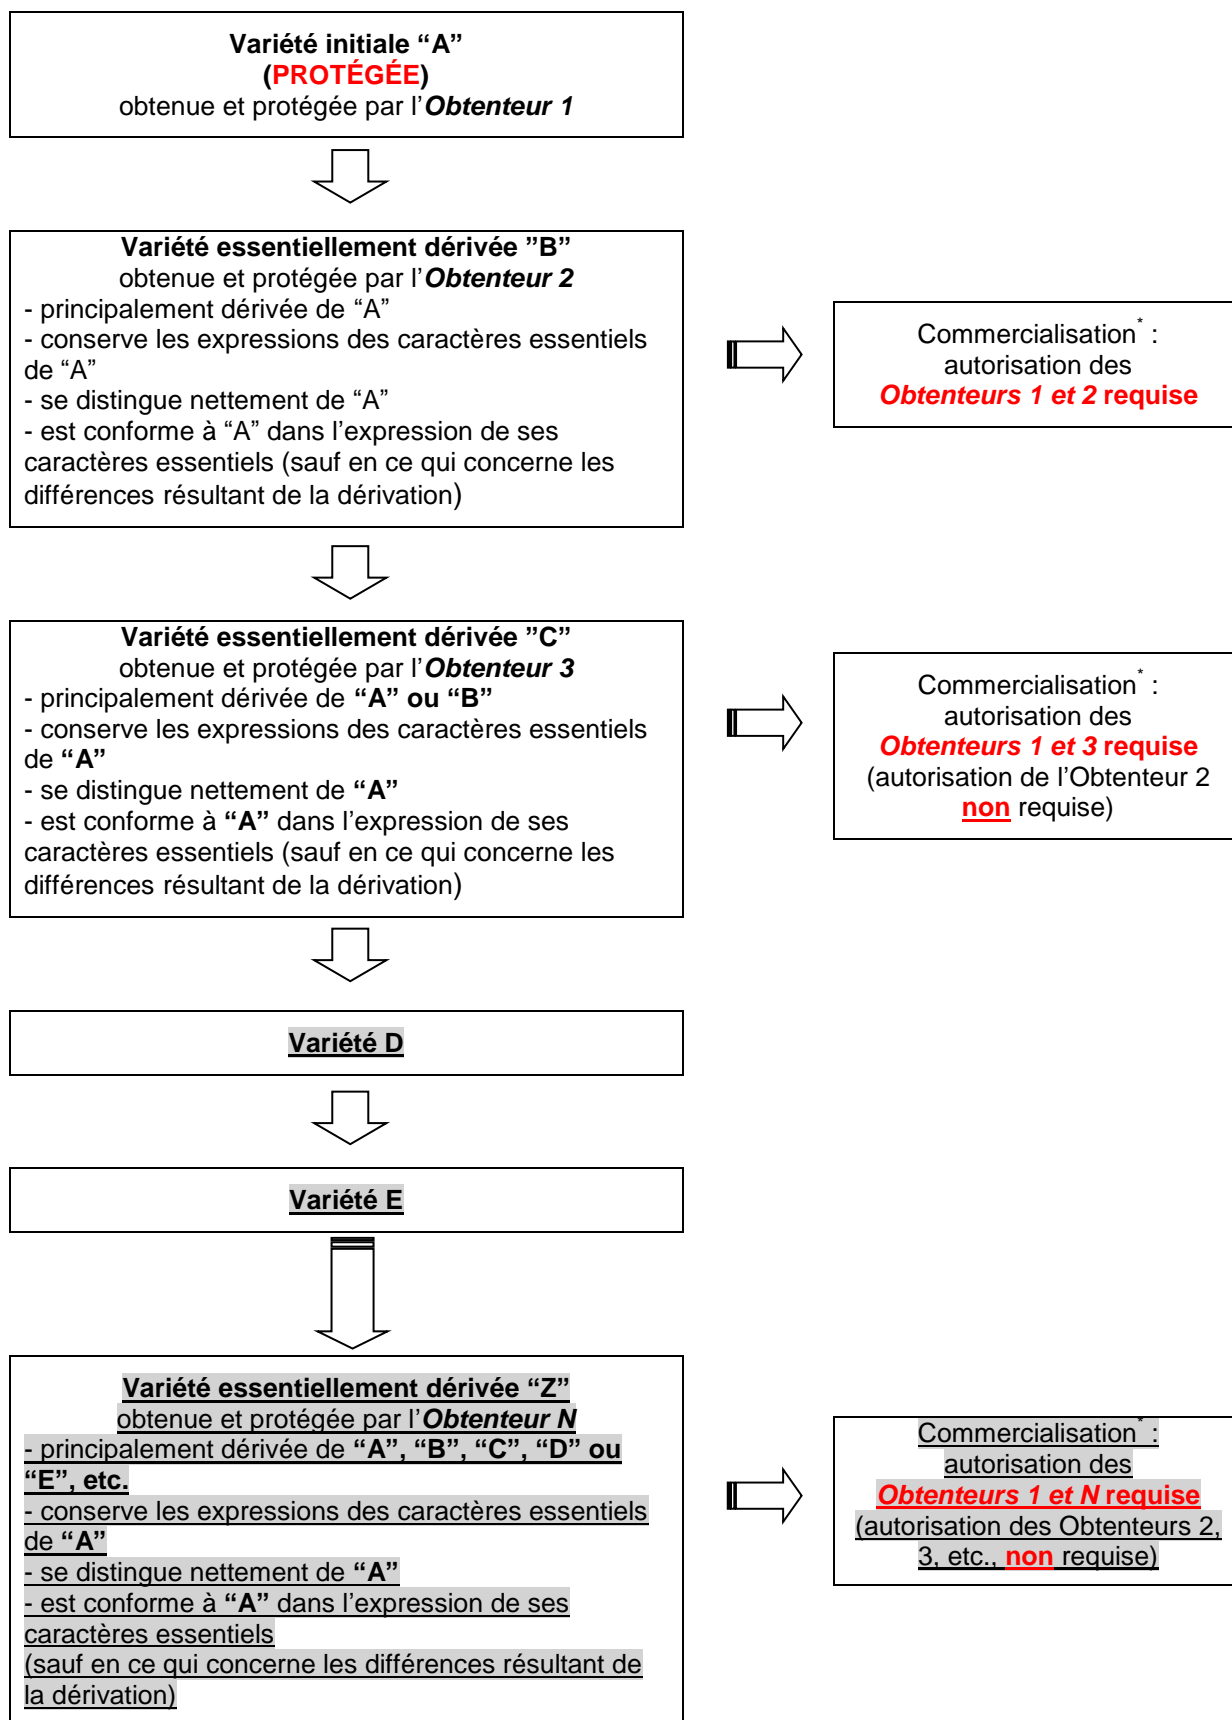 Variété initiale “A”
(PROTÉGÉE)
obtenue et protégée par l’Obtenteur 1
Variété essentiellement dérivée ”B”
obtenue et protégée par l’Obtenteur 2
- principalement dérivée de “A”
- conserve les expressions des caractères essentiels
de “A”
- se distingue nettement de “A”
- est conforme à “A” dans l’expression de ses
caractères essentiels (sauf en ce qui concerne les
différences résultant de la dérivation)
Commercialisation* :
autorisation des
Obtenteurs 1 et 2 requise
Variété essentiellement dérivée ”C”
obtenue et protégée par l’Obtenteur 3
- principalement dérivée de “A” ou “B”
- conserve les expressions des caractères essentiels
de “A”
- se distingue nettement de “A”
- est conforme à “A” dans l’expression de ses
caractères essentiels (sauf en ce qui concerne les
différences résultant de la dérivation)
Commercialisation* :
autorisation des
Obtenteurs 1 et 3 requise
(autorisation de l’Obtenteur 2
non requise)
Variété D
Variété E
Variété essentiellement dérivée “Z”
obtenue et protégée par l’Obtenteur N
- principalement dérivée de “A”, “B”, “C”, “D” ou
“E”, etc.
- conserve les expressions des caractères essentiels
de “A”
- se distingue nettement de “A”
- est conforme à “A” dans l’expression de ses
caractères essentiels
(sauf en ce qui concerne les différences résultant de
la dérivation)
Commercialisation* :
autorisation des
Obtenteurs 1 et N requise
(autorisation des Obtenteurs 2,
3, etc., non requise)